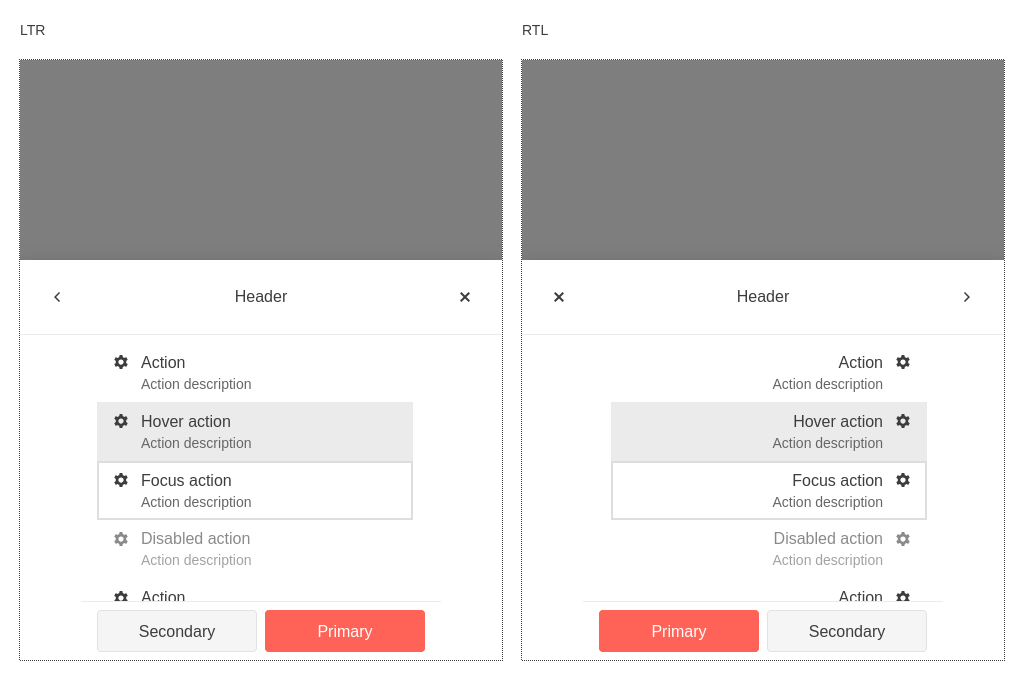 LTR
Header
Action
Action description
Hover action
Action description
Focus action
Action description
Disabled action
Action description
Action
Secondary
Primary
RTL
Header
Action
Action description
Hover action
Action description
Focus action
Action description
Disabled action
Action description
Action
Primary
Secondary